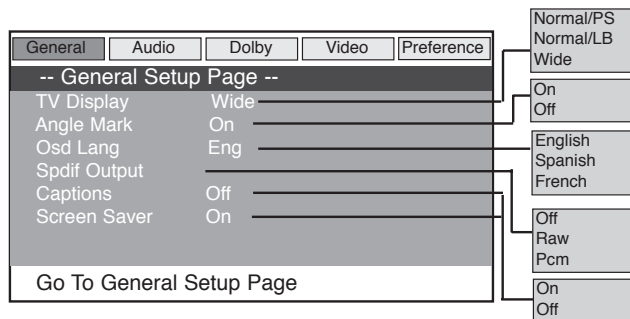 General Audio Dolby Video Preference
-- General Setup Page --
TV Display Wide
Angle Mark On
Osd Lang Eng
Spdif Output
Captions Off
Screen Saver On
Go To General Setup Page
Normal/PS
Normal/LB
Wide
On
Off
English
Spanish
French
Off
Raw
Pcm
On
Off